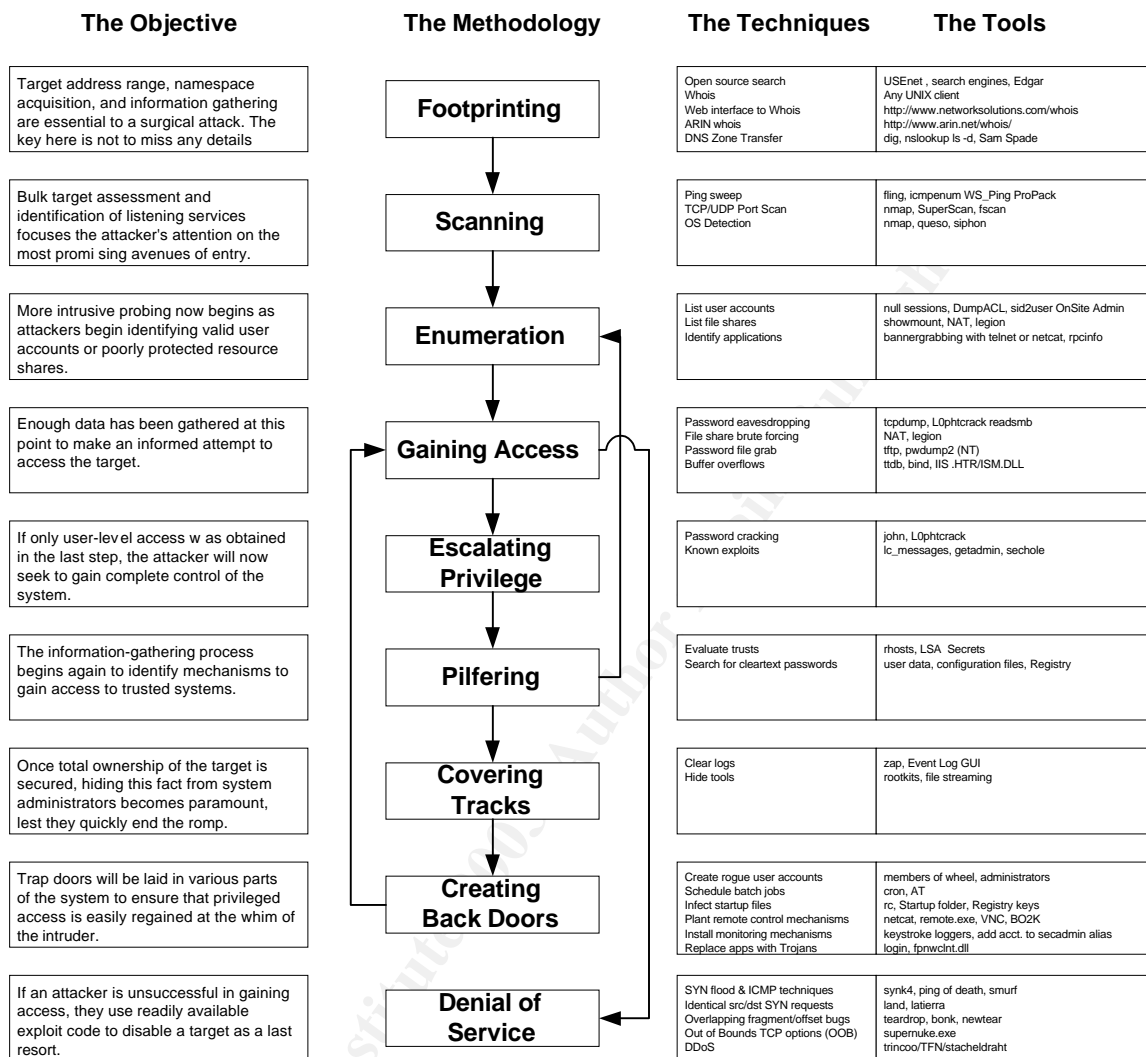 The Objective
The Methodology
The Techniques
The Tools
Target address range, namespace
acquisition, and information gathering
are essential to a surgical attack. The
key here is not to miss any details
Footprinting
Open source search
Whois
Web interface to Whois
ARIN whois
DNS Zone Transfer
USEnet , search engines, Edgar
Any UNIX client
http://www.networksolutions.com/whois
http://www.arin.net/whois/
dig, nslookup ls -d, Sam Spade
Bulk target assessment and
identification of listening services
focuses the attacker's attention on the
most promi sing avenues of entry.
Scanning
Ping sweep
TCP/UDP Port Scan
OS Detection
fling, icmpenum WS_Ping ProPack
nmap, SuperScan, fscan
nmap, queso, siphon
More intrusive probing now begins as
attackers begin identifying valid user
accounts or poorly protected resource
shares.
Enumeration
List user accounts
List file shares
Identify applications
null sessions, DumpACL, sid2user OnSite Admin
showmount, NAT, legion
bannergrabbing with telnet or netcat, rpcinfo
Enough data has been gathered at this
point to make an informed attempt to
access the target.
Gaining Access
Password eavesdropping
File share brute forcing
Password file grab
Buffer overflows
tcpdump, L0phtcrack readsmb
NAT, legion
tftp, pwdump2 (NT)
ttdb, bind, IIS .HTR/ISM.DLL
If only user-level access w as obtained
in the last step, the attacker will now
seek to gain complete control of the
system.
Escalating
Privilege
Password cracking
Known exploits
john, L0phtcrack
lc_messages, getadmin, sechole
The information-gathering process
begins again to identify mechanisms to
gain access to trusted systems.
Pilfering
Evaluate trusts
Search for cleartext passwords
rhosts, LSA Secrets
user data, configuration files, Registry
Once total ownership of the target is
secured, hiding this fact from system
administrators becomes paramount,
lest they quickly end the romp.
Covering
Tracks
Clear logs
Hide tools
zap, Event Log GUI
rootkits, file streaming
Trap doors will be laid in various parts
of the system to ensure that privileged
access is easily regained at the whim of
the intruder.
Creating
Back Doors
Create rogue user accounts
Schedule batch jobs
Infect startup files
Plant remote control mechanisms
Install monitoring mechanisms
Replace apps with Trojans
members of wheel, administrators
cron, AT
rc, Startup folder, Registry keys
netcat, remote.exe, VNC, BO2K
keystroke loggers, add acct. to secadmin alias
login, fpnwclnt.dll
If an attacker is unsuccessful in gaining
access, they use readily available
exploit code to disable a target as a last
resort.
Denial of
Service
SYN flood & ICMP techniques
Identical src/dst SYN requests
Overlapping fragment/offset bugs
Out of Bounds TCP options (OOB)
DDoS
synk4, ping of death, smurf
land, latierra
teardrop, bonk, newtear
supernuke.exe
trincoo/TFN/stacheldraht
Author